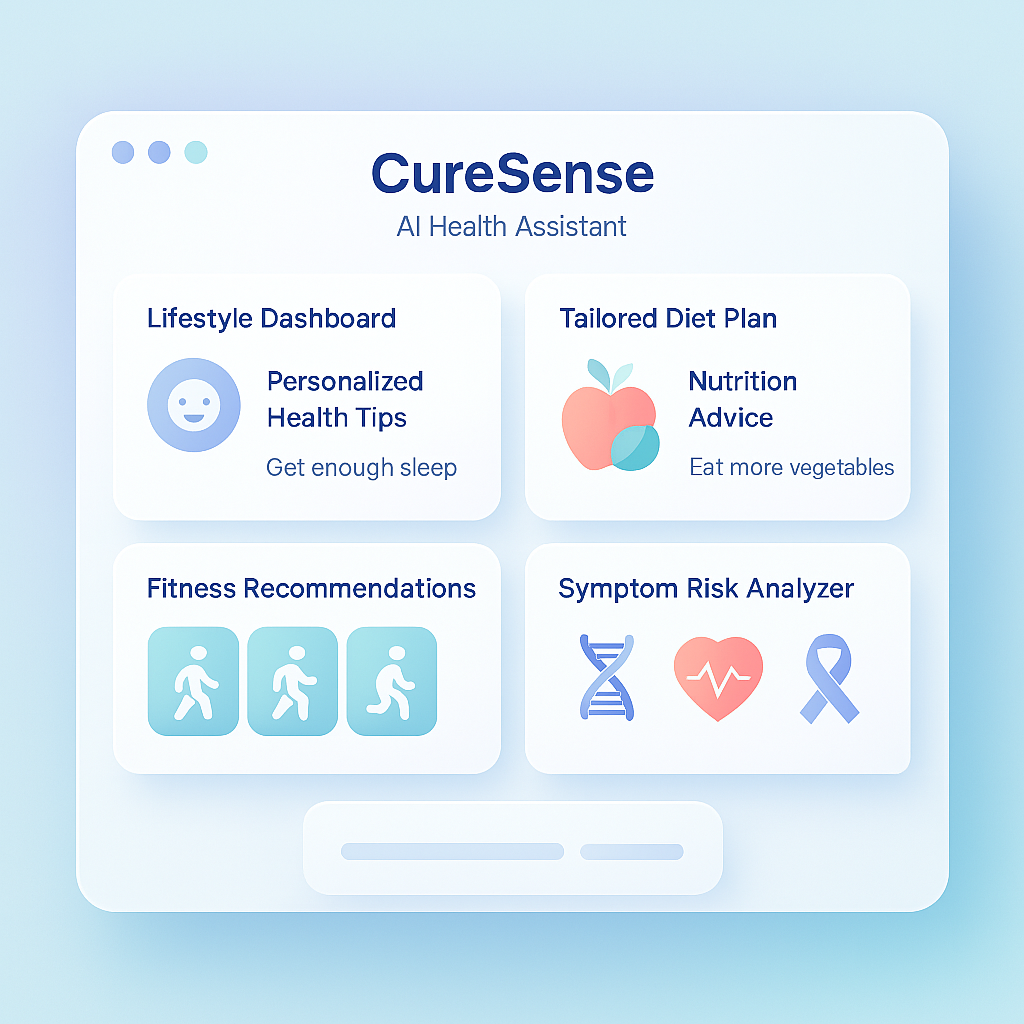 CureSense
AI Health Assistant
Lifestyle Dashboard
Personalized
Health Tips
Get enough sleep
Tailored Diet Plan
Nutrition
Advice
Eat more vegetables
Fitness Recommendations
Symptom Risk Analyzer